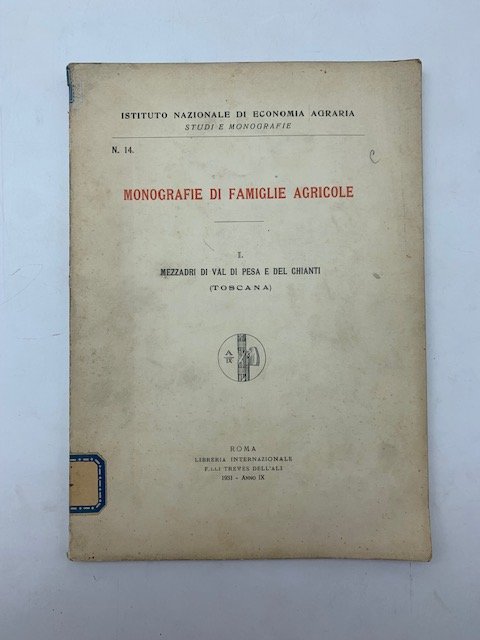 ISTITUTO NAZIONALE DI ECONOMIA AGRARIA
STUDI E MONOGRAFIE
N. 14.
C
MONOGRAFIE DI FAMIGLIE AGRICOLE
I.
MEZZADRI DI VAL DI PESA E DEL CHIANTI
(TOSCANA)
A
IX
ROMA
LIBRERIA INTERNAZIONALE
F.LLI TREVES DELL'ALI
1931 - ANNO IX